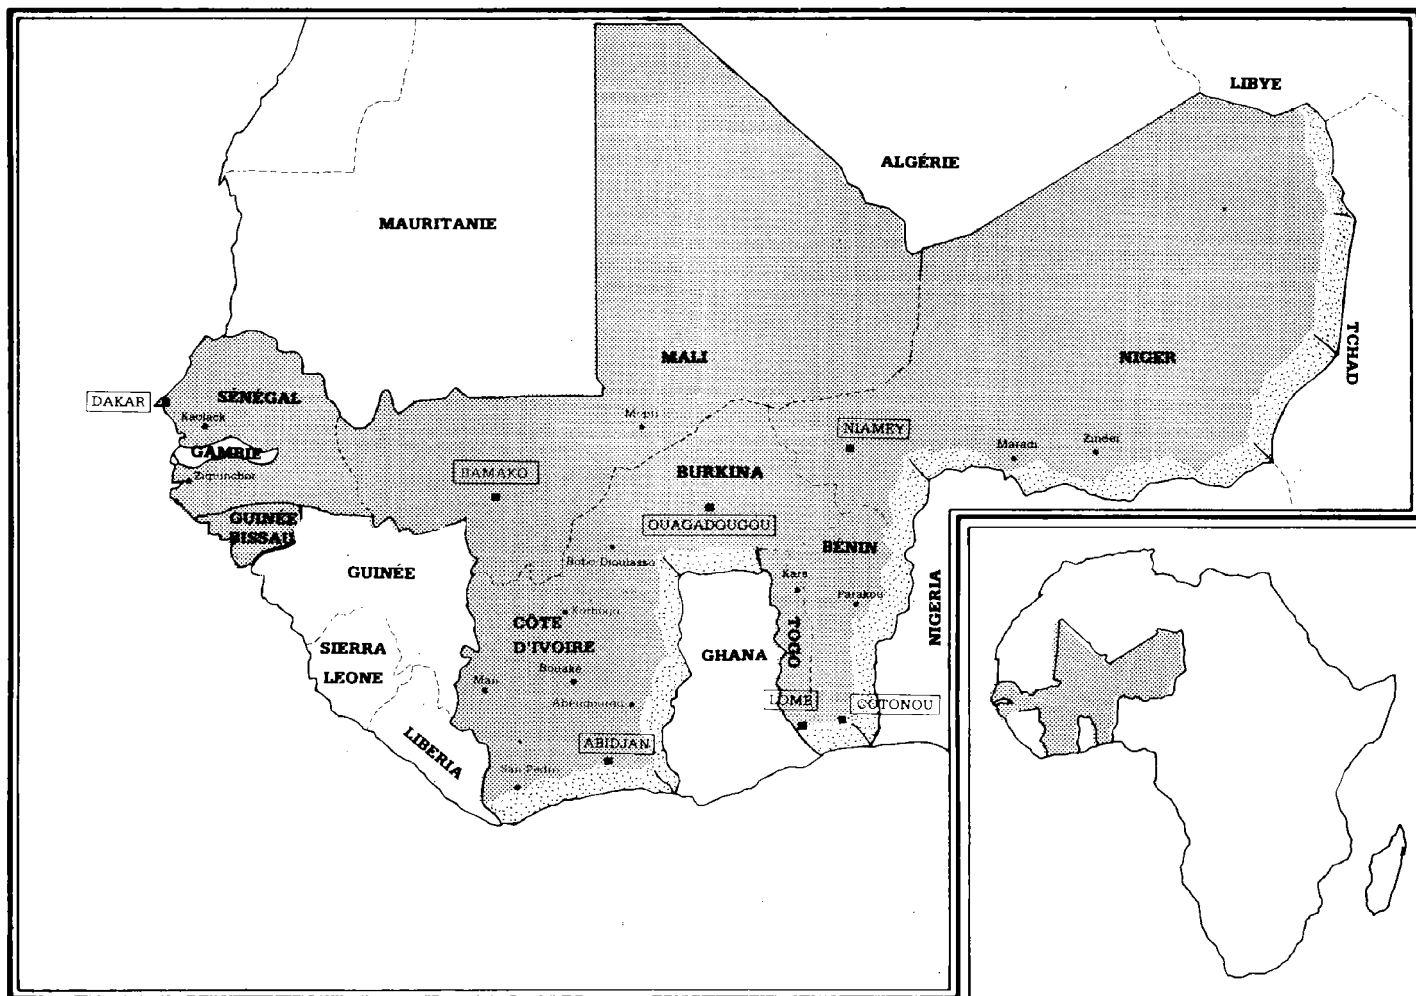 LIBYE
ALGÉRIE
MAURITANIE
TCHAD
MALI
NIGER
SÉNÉGAL
DAKAR
Kaolack
Mopti
NIAMEY
Maradi
Zinder
GAMBIE
BAMAKO
BURKINA
Ziguinchor
OUAGADOUGOU
GUINÉE
BISSAU
BÉNIN
Bobo Dioulasso
GUINÉE
Kara
Parakou
Korhogo
NIGERIA
CÔTE
D'IVOIRE
TOGO
SIERRA
LEONE
GHANA
Bouaké
Man
Abengourou
LOME
COTONOU
LIBERIA
ABIDJAN
San Pedro